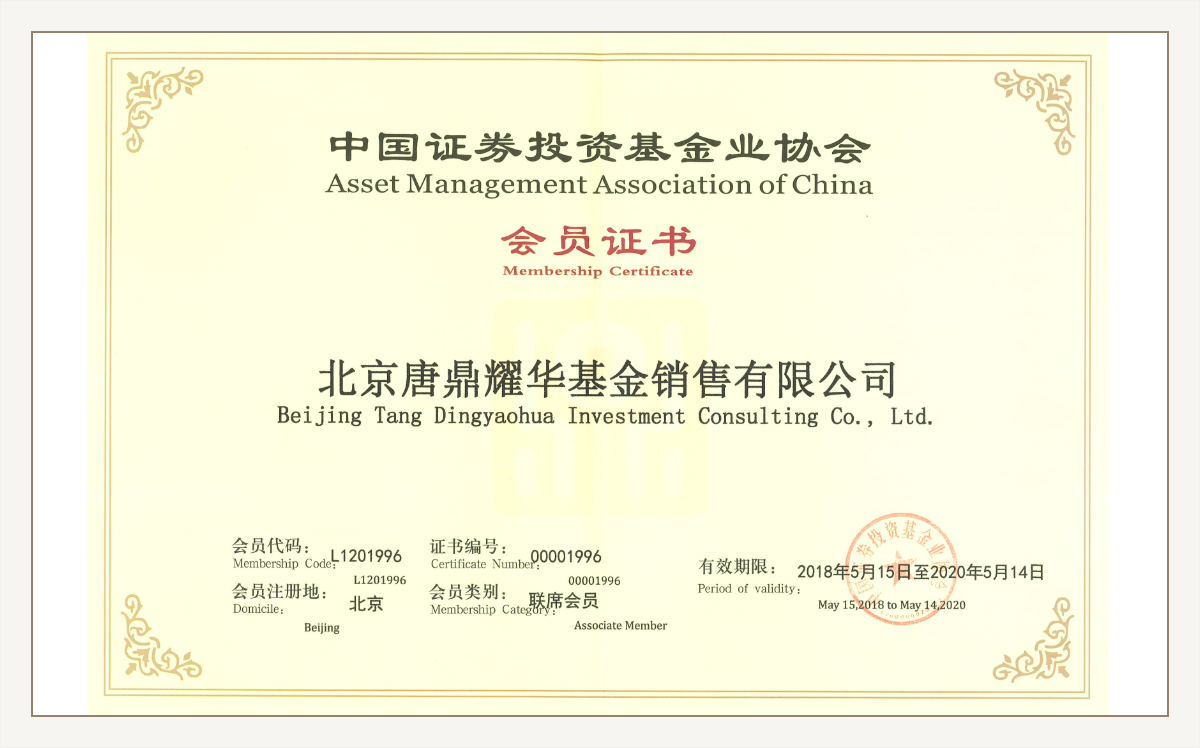 中国证券投资基金业协会
Asset Management Association of China
会员证书
Membership Certificate
北京唐鼎耀华基金销售有限公司
Beijing Tang Dingyaohua Investment Consulting Co., Ltd.
会员代码： L1201996
Membership Code: L1201996
证书编号： 00001996
Certificate Number: 00001996
会员注册地： 北京
Domicile: Beijing
会员类别： 联席会员
Membership Category: Associate Member
有效期限： 2018年5月15日至2020年5月14日
Period of validity: May 15,2018 to May 14,2020
券投资基金业